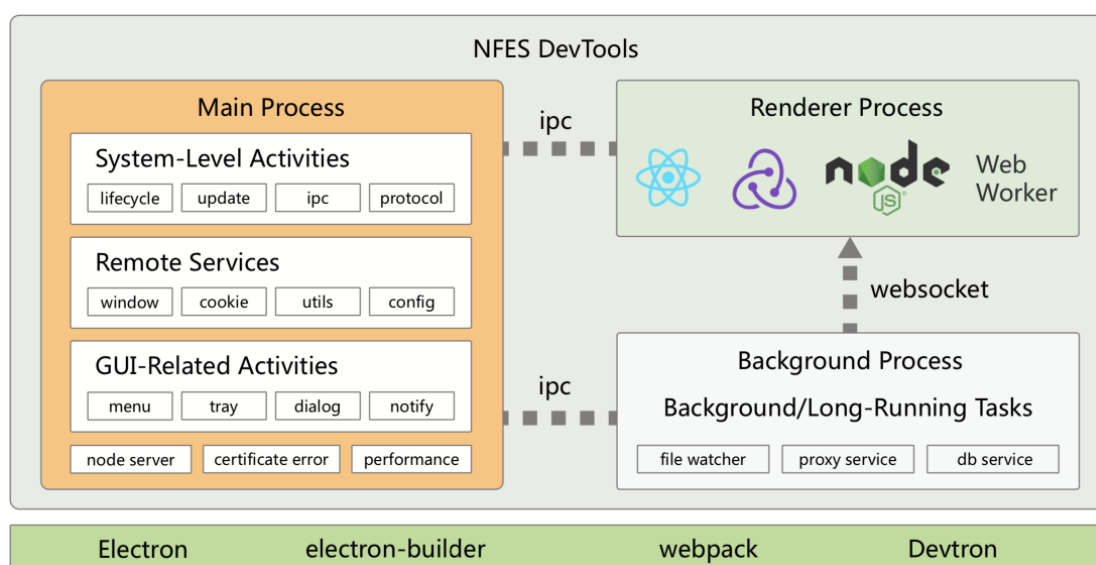 NFES DevTools
Main Process
System-Level Activities
lifecycle update ipc protocol
Remote Services
window cookie utils config
GUI-Related Activities
menu tray dialog notify
node server certificate error performance
ipc
ipc
Renderer Process
node
JS
Web
Worker
websocket
Background Process
Background/Long-Running Tasks
file watcher proxy service db service
Electron electron-builder webpack Devtron